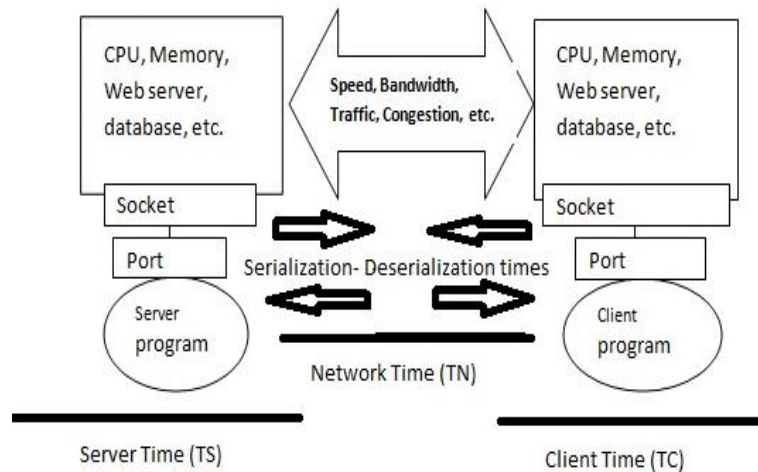 CPU, Memory,
Web server,
database, etc.
Speed, Bandwidth,
Traffic, Congestion, etc.
CPU, Memory,
Web server,
database, etc.
Socket
Socket
Port
Serialization- Deserialization times
Port
Server
program
Client
program
Network Time (TN)
Server Time (TS)
Client Time (TC)